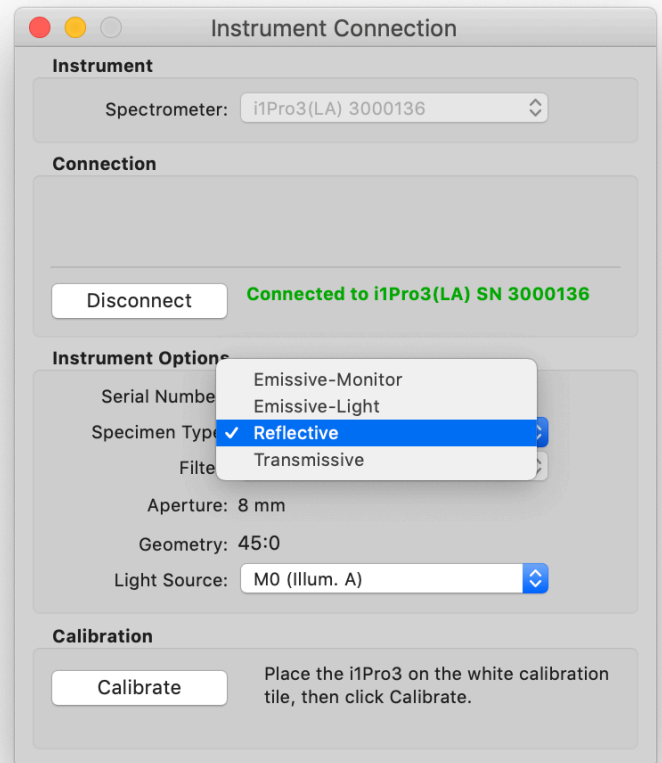 Instrument Connection
Instrument
Spectrometer: i1Pro3(LA) 3000136
Connection
Disconnect Connected to i1Pro3(LA) SN 3000136
Instrument Options
Emissive-Monitor
Serial Numbe
Emissive-Light
Specimen Type ✓ Reflective
Filte Transmissive
Aperture: 8 mm
Geometry: 45:0
Light Source: M0 (Illum. A)
Calibration
Calibrate
Place the i1Pro3 on the white calibration
tile, then click Calibrate.